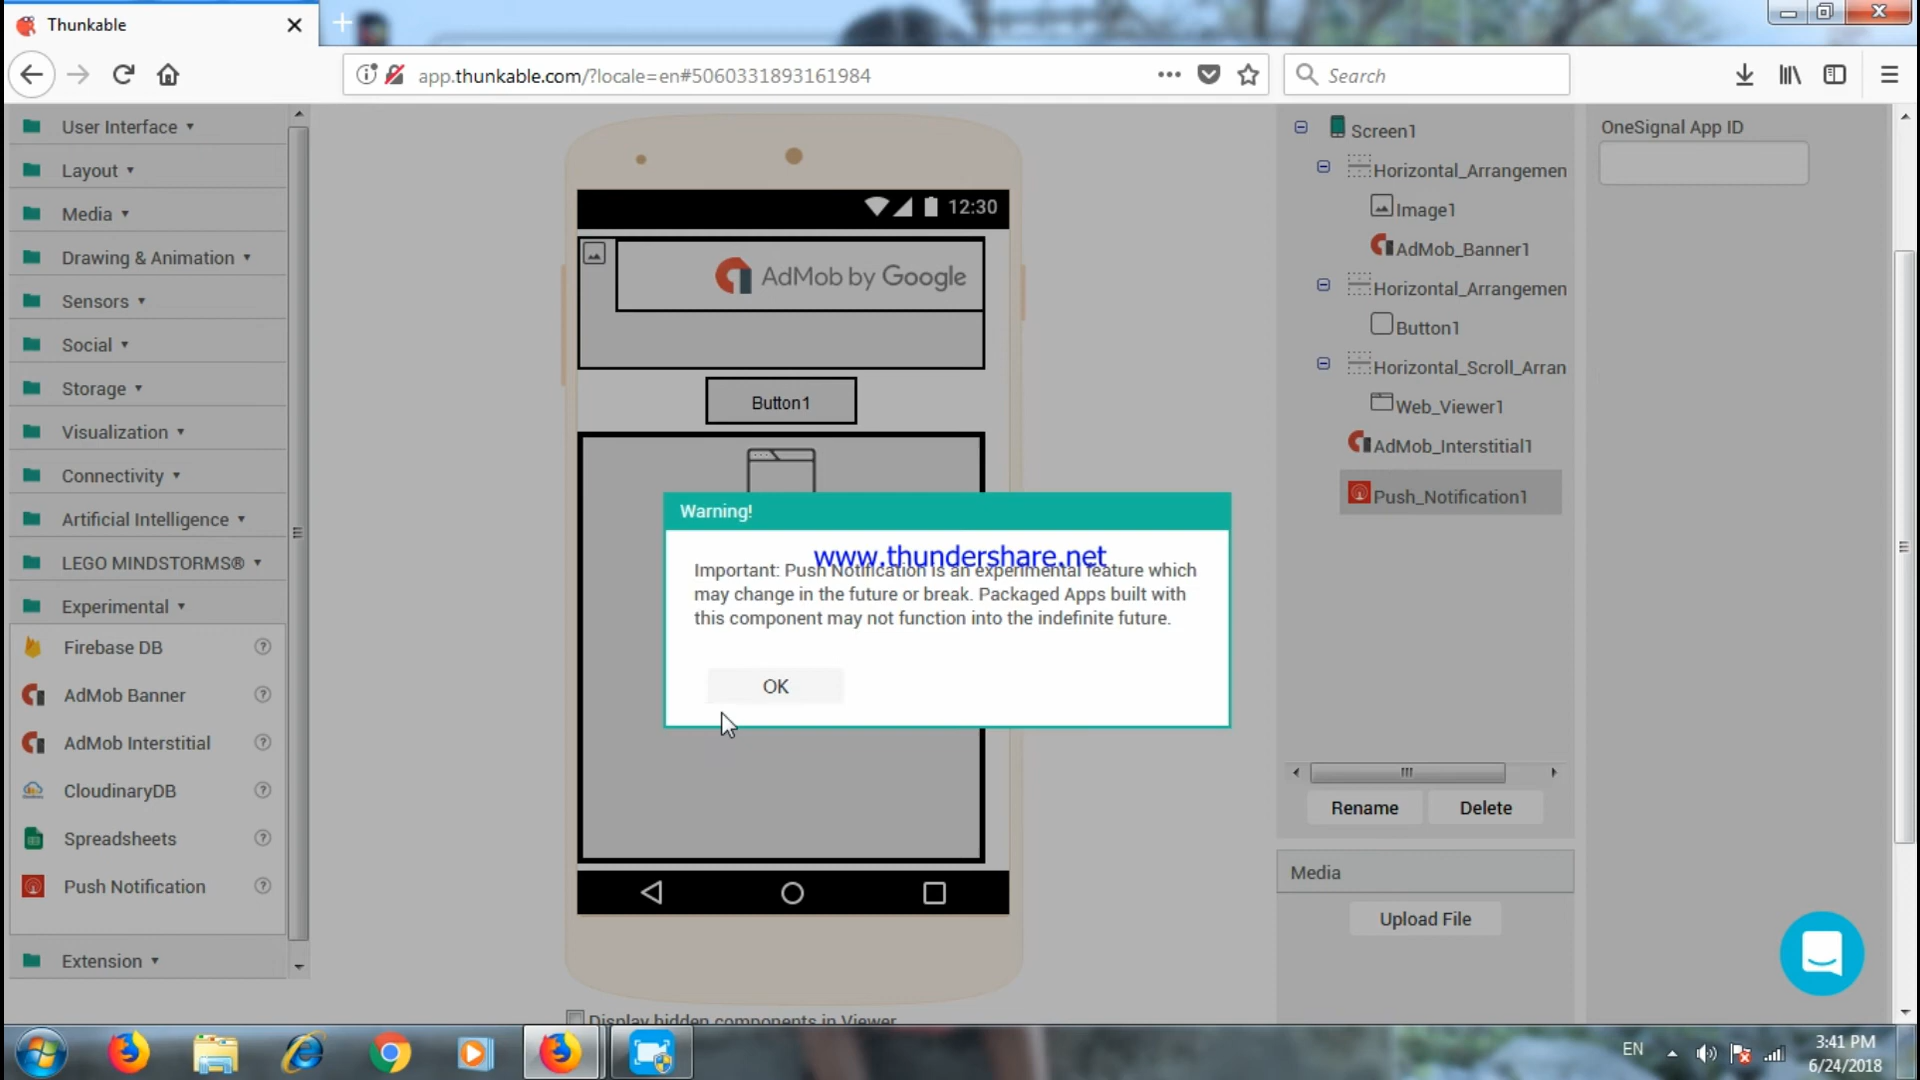 Thunkable
app.thunkable.com/?locale=en#5060331893161984
Search
User Interface
Layout
Media
Drawing & Animation
Sensors
Social
Storage
Visualization
Connectivity
Artificial Intelligence
LEGO MINDSTORMS®
Experimental
Firebase DB
AdMob Banner
AdMob Interstitial
CloudinaryDB
Spreadsheets
Push Notification
Extension
12:30
AdMob by Google
Button1
Warning!
www.thundershare.net
Important: Push Notification is an experimental feature which
may change in the future or break. Packaged Apps built with
this component may not function into the indefinite future.
OK
Display hidden components in Viewer
Screen1
Horizontal_Arrangemen
Image1
AdMob_Banner1
Horizontal_Arrangemen
Button1
Horizontal_Scroll_Arran
Web_Viewer1
AdMob_Interstitial1
Push_Notification1
Rename
Delete
Media
Upload File
OneSignal App ID
EN
3:41 PM
6/24/2018